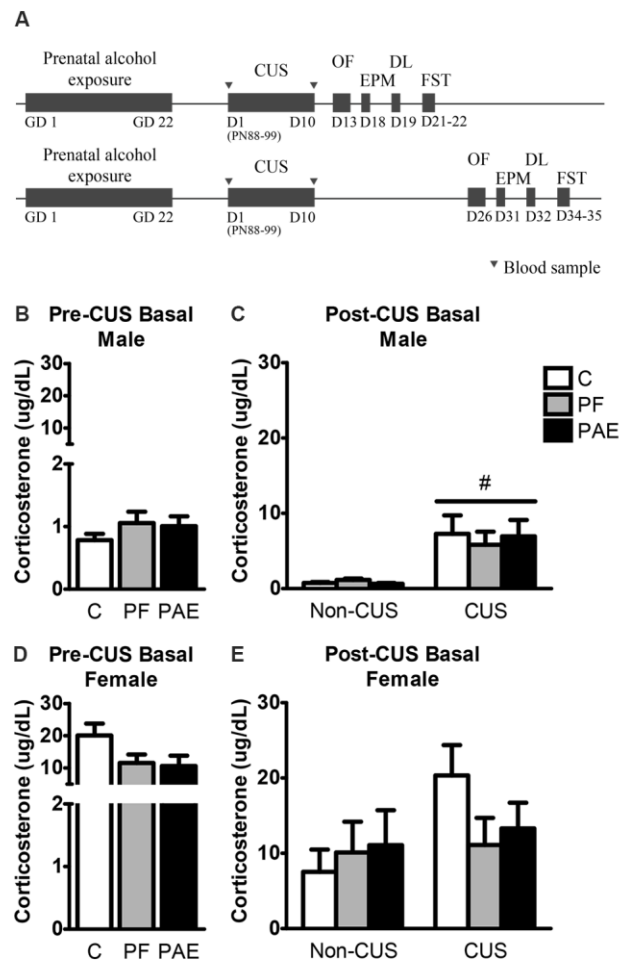 A
Prenatal alcohol
exposure
CUS
OF
EPM
DL
FST
GD 1
GD 22
D1
(PN88-99)
D10
D13
D18
D19
D21-22
Prenatal alcohol
exposure
CUS
OF
EPM
DL
FST
GD 1
GD 22
D1
(PN88-99)
D10
D26
D31
D32
D34-35
Blood sample
B Pre-CUS Basal
Male
Corticosterone (ug/dL)
30
20
10
2
1
0
C PF PAE
C Post-CUS Basal
Male
Corticosterone (ug/dL)
30
20
10
0
#
Non-CUS CUS
C
PF
PAE
D Pre-CUS Basal
Female
Corticosterone (ug/dL)
30
20
10
2
1
0
C PF PAE
E Post-CUS Basal
Female
Corticosterone (ug/dL)
30
20
10
0
Non-CUS CUS